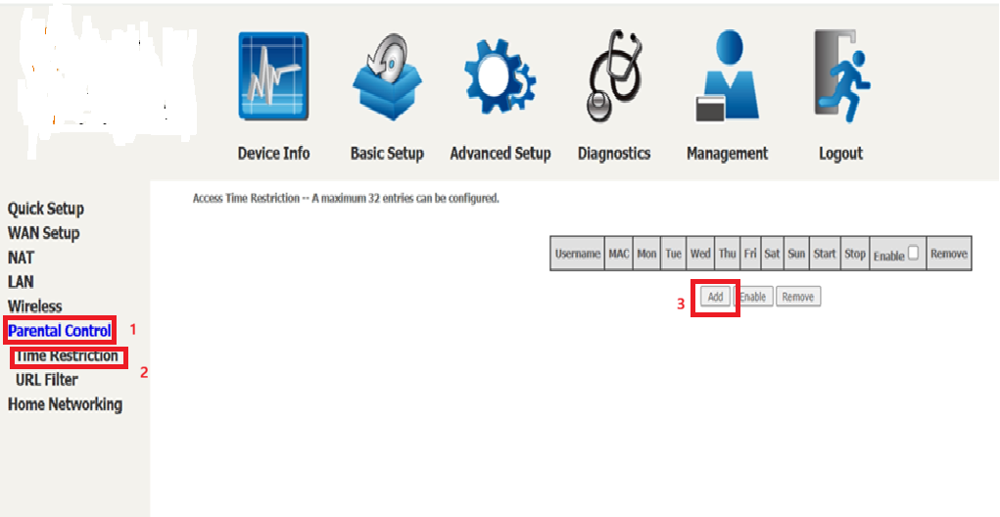 Device Info Basic Setup Advanced Setup Diagnostics Management Logout
Access Time Restriction -- A maximum 32 entries can be configured.
Quick Setup
WAN Setup
NAT
LAN
Wireless
Parental Control 1
Time Restriction 2
URL Filter
Home Networking
Username MAC Mon Tue Wed Thu Fri Sat Sun Start Stop Enable Remove
3 Add Enable Remove